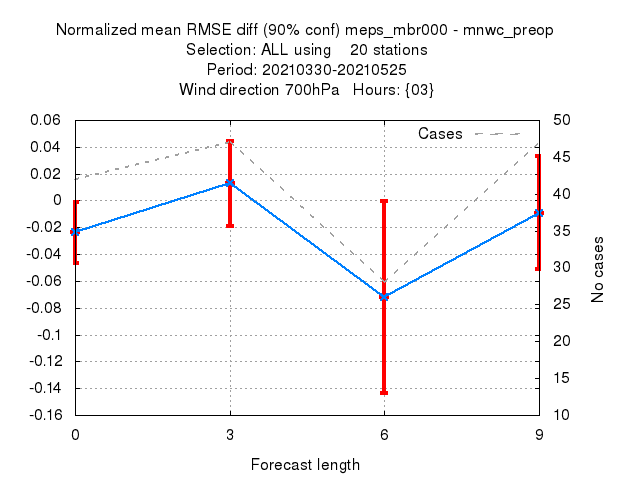 Normalized mean RMSE diff (90% conf) meps_mbr000 - mnwc_preop
Selection: ALL using 20 stations
Period: 20210330-20210525
Wind direction 700hPa Hours: {03}
Cases
0.06
0.04
0.02
0
-0.02
-0.04
-0.06
-0.08
-0.1
-0.12
-0.14
-0.16
50
45
40
35
30
25
20
15
10
No cases
0 3 6 9
Forecast length